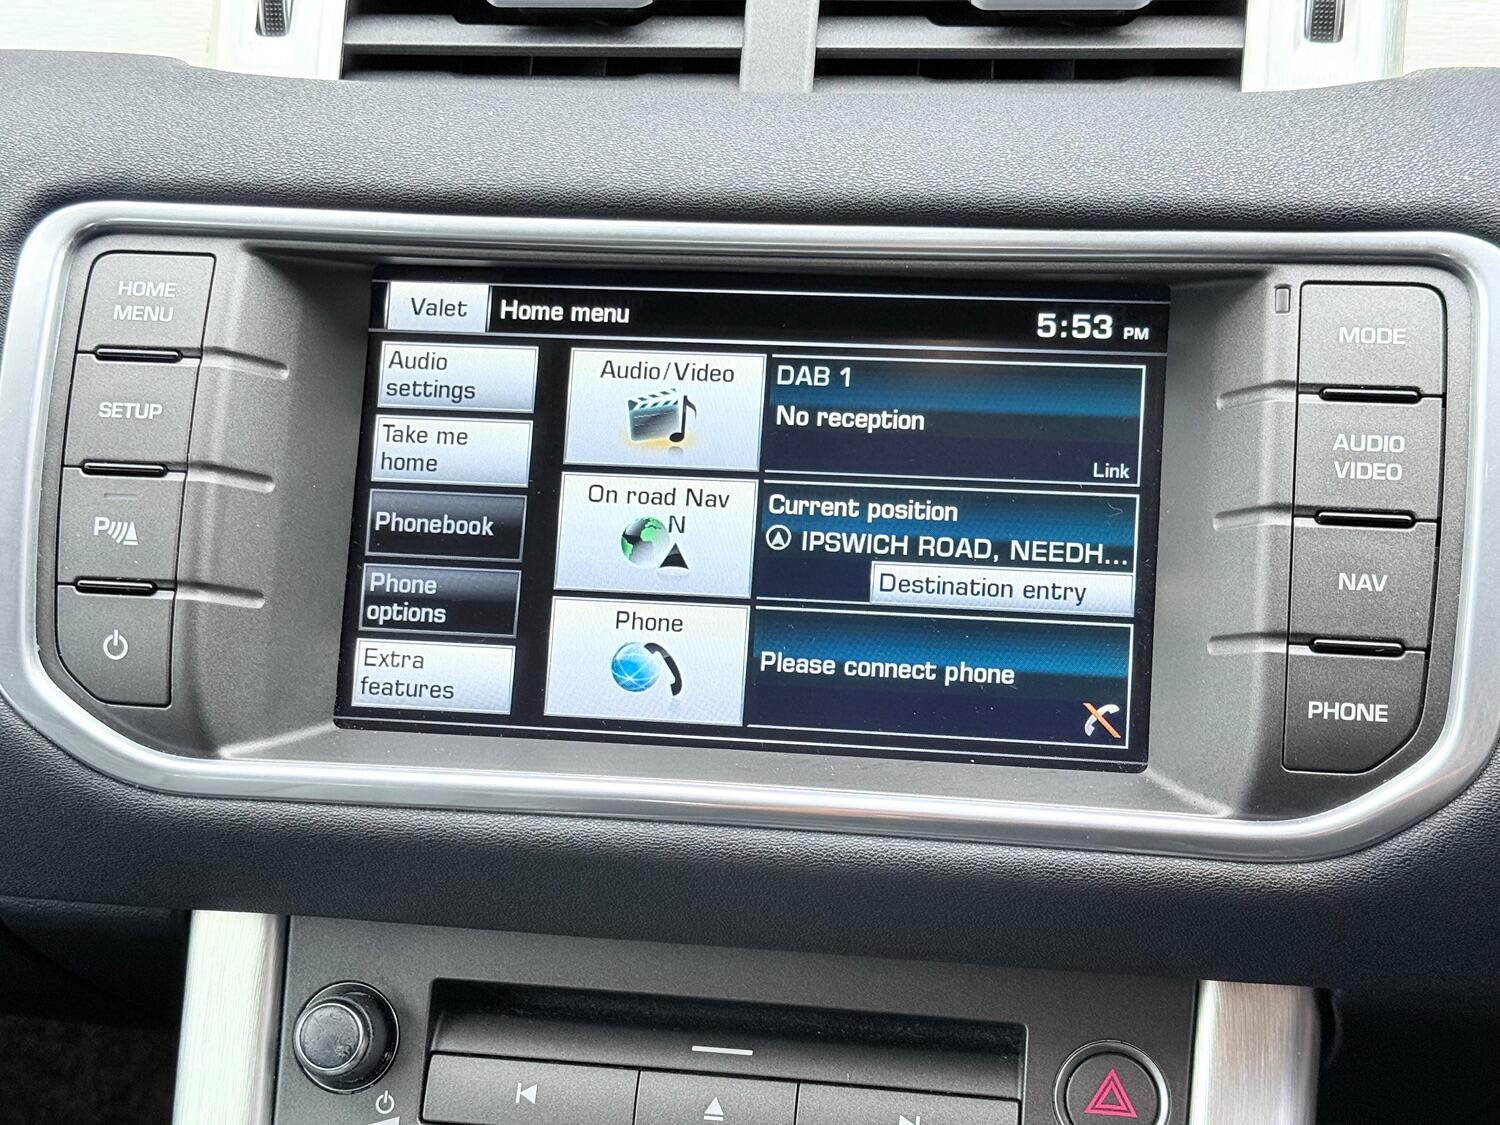 HOME
MENU
SETUP
P
Valet
Home menu
5:53 PM
Audio
settings
Take me
home
Phonebook
Phone
options
Extra
features
Audio/Video
On road Nav
N
Phone
DAB 1
No reception
Link
Current position
IPSWICH ROAD, NEEDH...
Destination entry
Please connect phone
MODE
AUDIO
VIDEO
NAV
PHONE